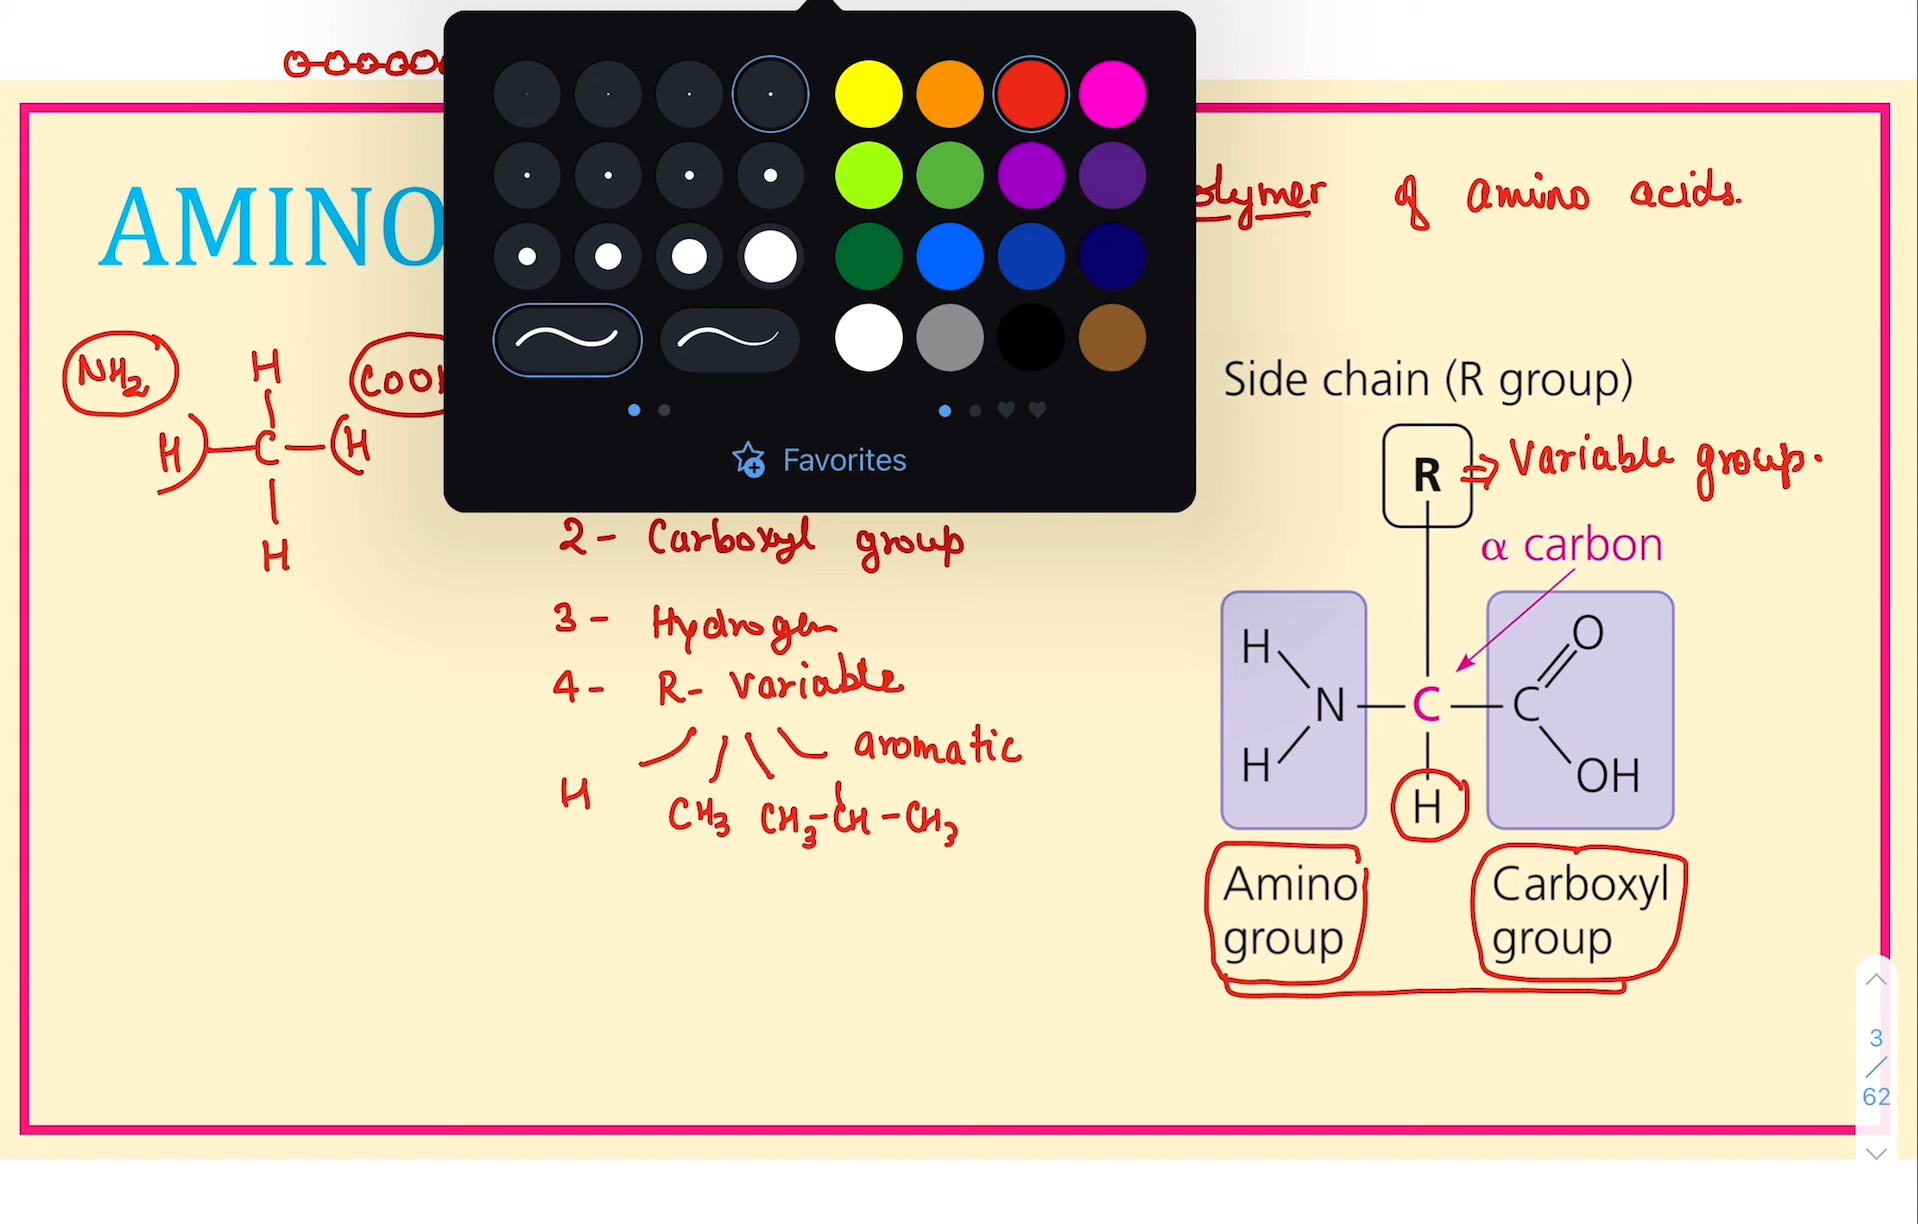 AMINO
olymer of amino acids.
NH2 H COO
H C H
H
Favorites
2- Carboxyl group
3- Hydrogen
4- R- Variable
aromatic
H CH3 CH3-CH-CH3
Side chain (R group)
R ⇒ Variable group.
α carbon
H O
N C C
H OH
H
Amino Carboxyl
group group
3
/
62